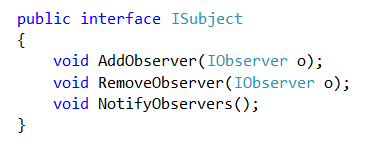 public interface ISubject
{
    void AddObserver(IObserver o);
    void RemoveObserver(IObserver o);
    void NotifyObservers();
}